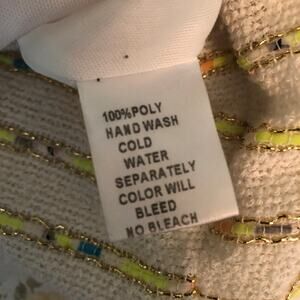 100%POLY
HAND WASH
COLD
WATER
SEPARATELY
COLOR WILL
BLEED
NO BLEACH